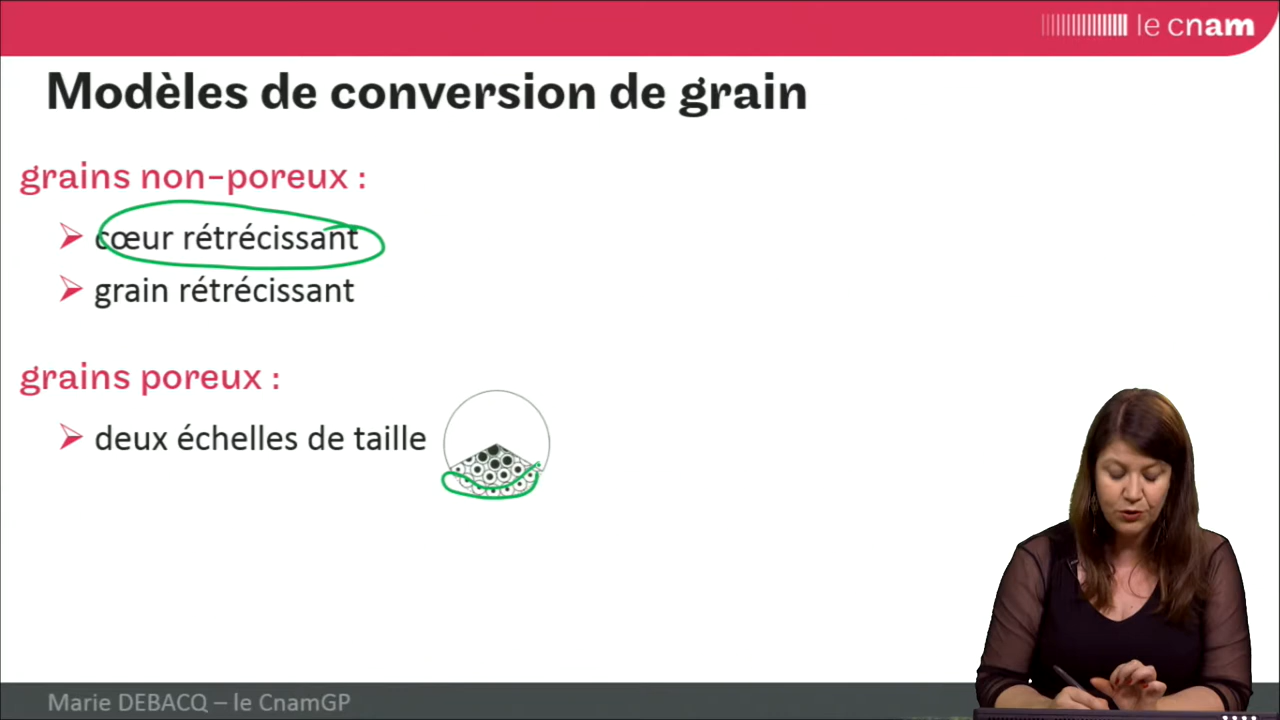 le cnam
Modèles de conversion de grain
grains non-poreux :
cœur rétrécissant
grain rétrécissant
grains poreux :
deux échelles de taille
Marie DEBACQ – le CnamGP